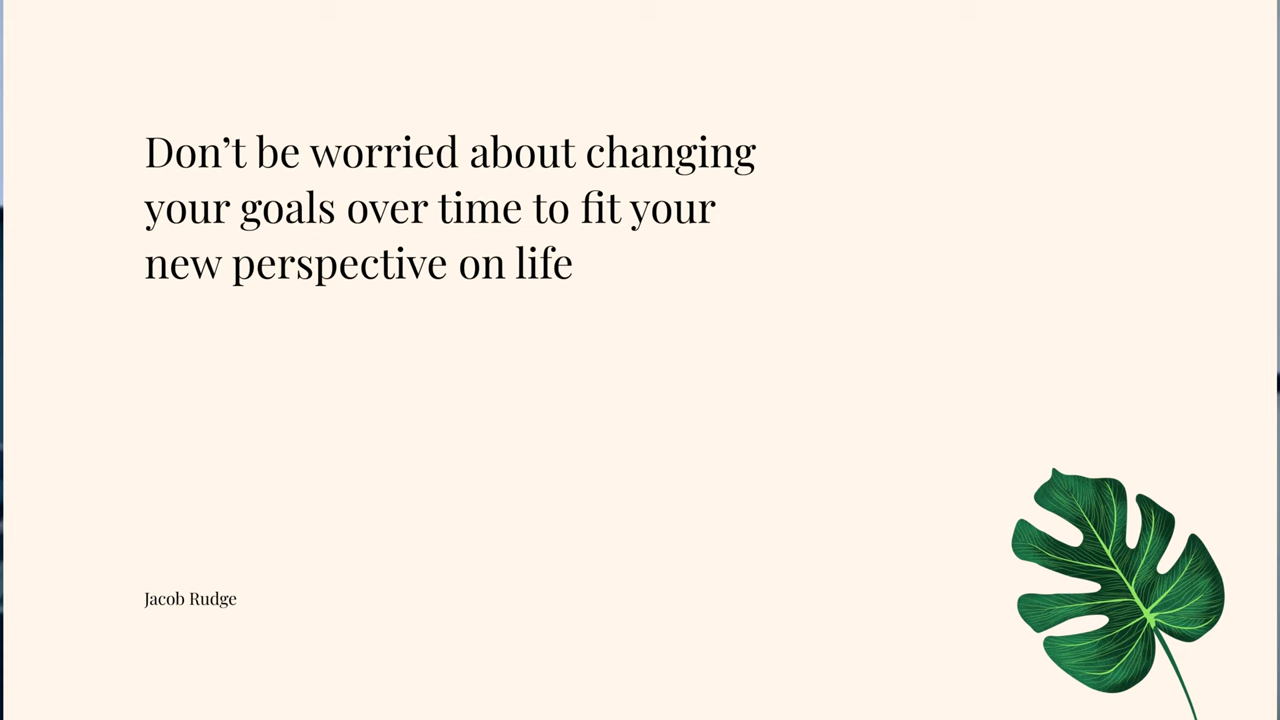 Don’t be worried about changing
your goals over time to fit your
new perspective on life
Jacob Rudge